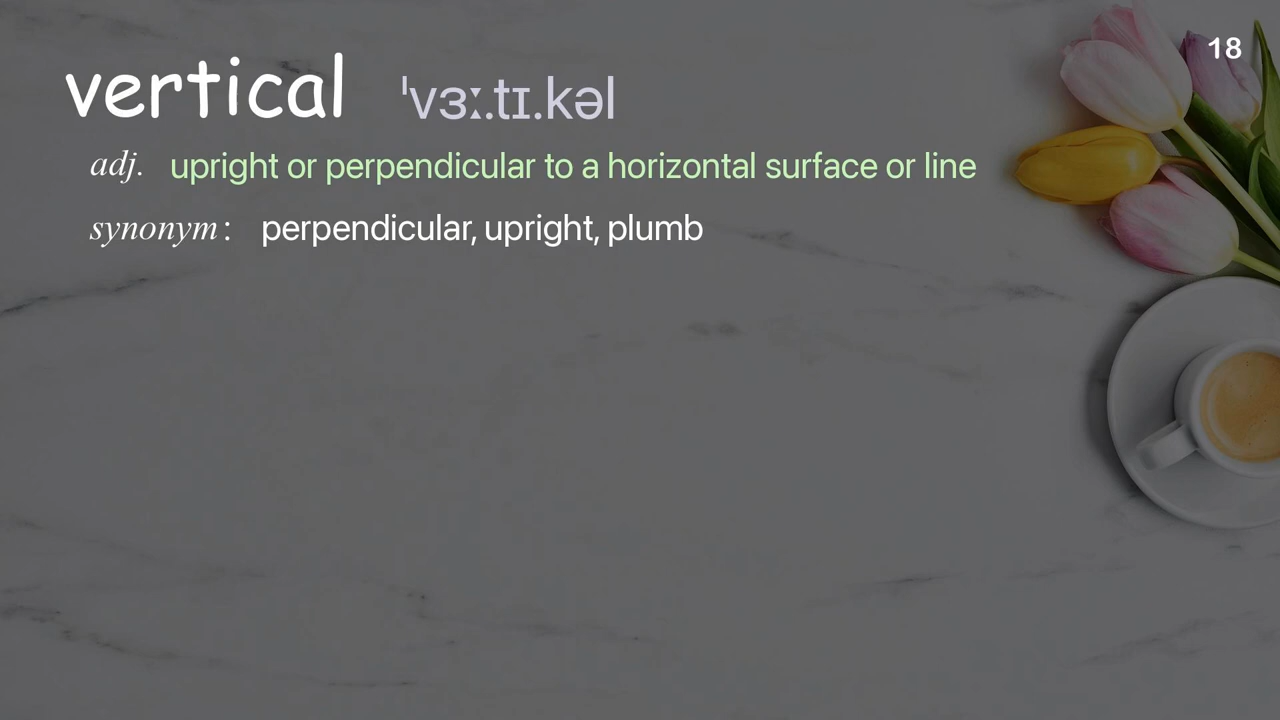 18
vertical ˈvɜː.tɪ.kəl
adj. upright or perpendicular to a horizontal surface or line
synonym: perpendicular, upright, plumb